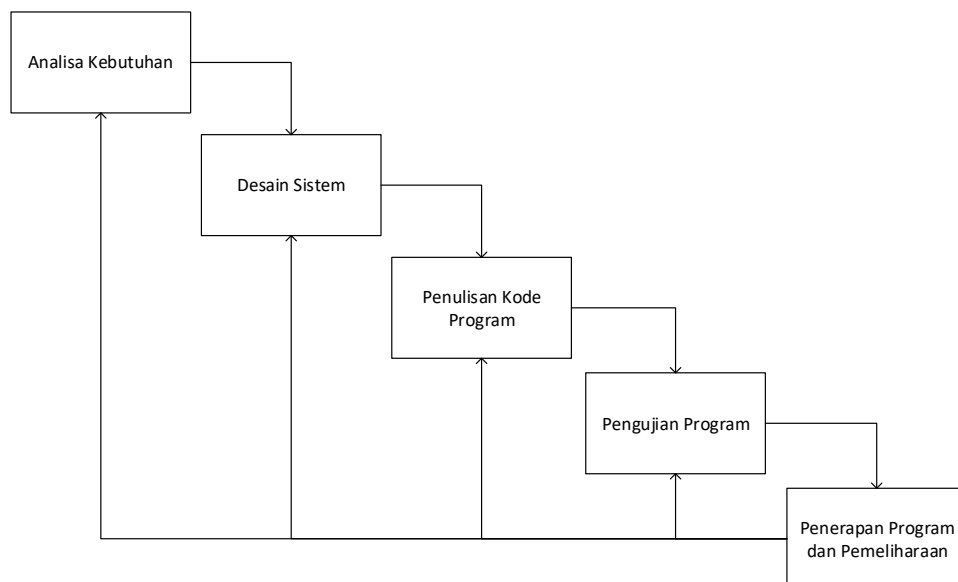 Analisa Kebutuhan
Desain Sistem
Penulisan Kode
Program
Pengujian Program
Penerapan Program
dan Pemeliharaan